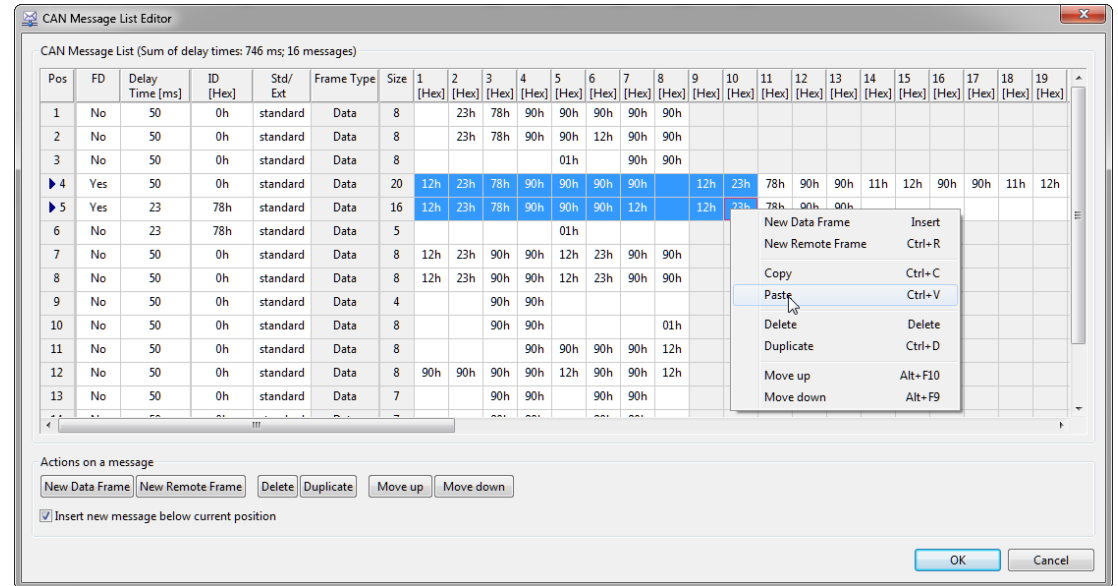 CAN Message List Editor
CAN Message List (Sum of delay times: 746 ms; 16 messages)
Pos FD Delay Time [ms] ID [Hex] Std/ Ext Frame Type Size 1 [Hex] 2 [Hex] 3 [Hex] 4 [Hex] 5 [Hex] 6 [Hex] 7 [Hex] 8 [Hex] 9 [Hex] 10 [Hex] 11 [Hex] 12 [Hex] 13 [Hex] 14 [Hex] 15 [Hex] 16 [Hex] 17 [Hex] 18 [Hex] 19 [Hex]
1 No 50 0h standard Data 8 23h 78h 90h 90h 90h 90h 90h
2 No 50 0h standard Data 8 23h 78h 90h 90h 12h 90h 90h
3 No 50 0h standard Data 8 01h 90h 90h
4 Yes 50 0h standard Data 20 12h 23h 78h 90h 90h 90h 90h 12h 23h 78h 90h 90h 11h 12h 90h 90h 11h 12h
5 Yes 23 78h standard Data 16 12h 23h 78h 90h 90h 90h 12h 12h 23h 78h 90h 90h
6 No 23 78h standard Data 5 01h
7 No 50 0h standard Data 8 12h 23h 90h 90h 12h 23h 90h 90h
8 No 50 0h standard Data 8 12h 23h 90h 90h 12h 23h 90h 90h
9 No 50 0h standard Data 4 90h 90h
10 No 50 0h standard Data 8 90h 90h 01h
11 No 50 0h standard Data 8 90h 90h 90h 90h 12h
12 No 50 0h standard Data 8 90h 90h 90h 90h 12h 90h 90h 12h
13 No 50 0h standard Data 7 90h 90h 90h 90h
New Data Frame Insert
New Remote Frame Ctrl+R
Copy Ctrl+C
Paste Ctrl+V
Delete Delete
Duplicate Ctrl+D
Move up Alt+F10
Move down Alt+F9
Actions on a message
New Data Frame New Remote Frame Delete Duplicate Move up Move down
Insert new message below current position
OK Cancel